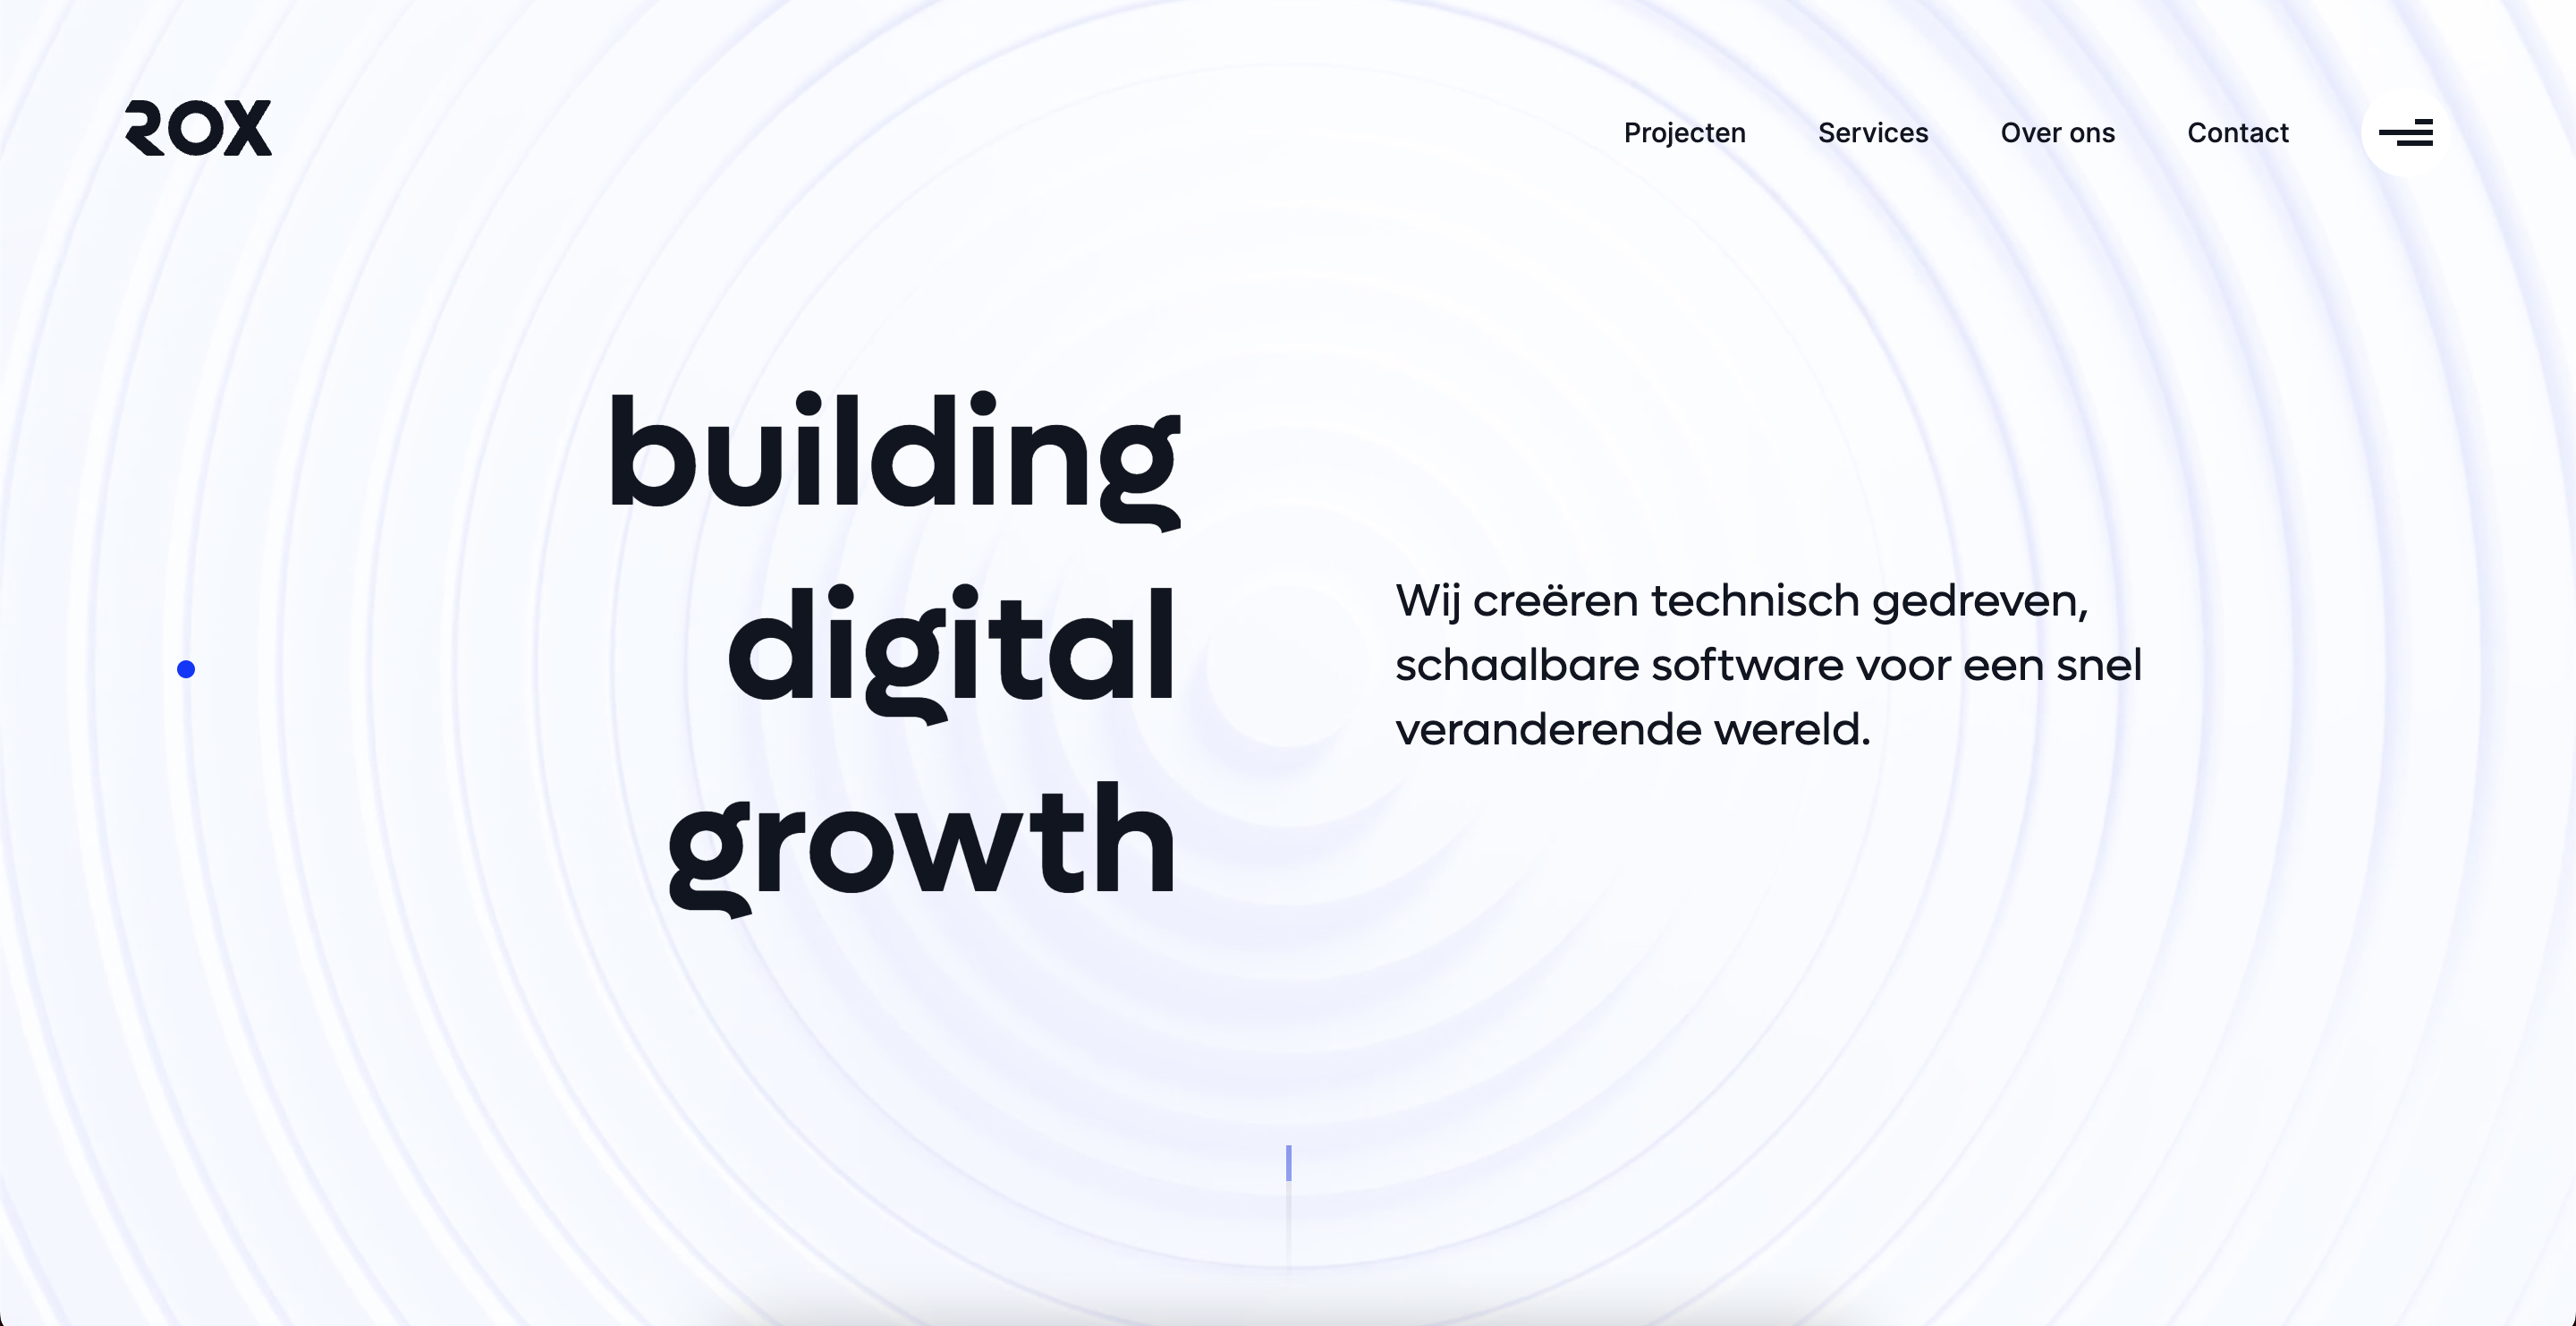 ROX
Projecten Services Over ons Contact
building
digital
growth
Wij creëren technisch gedreven,
schaalbare software voor een snel
veranderende wereld.